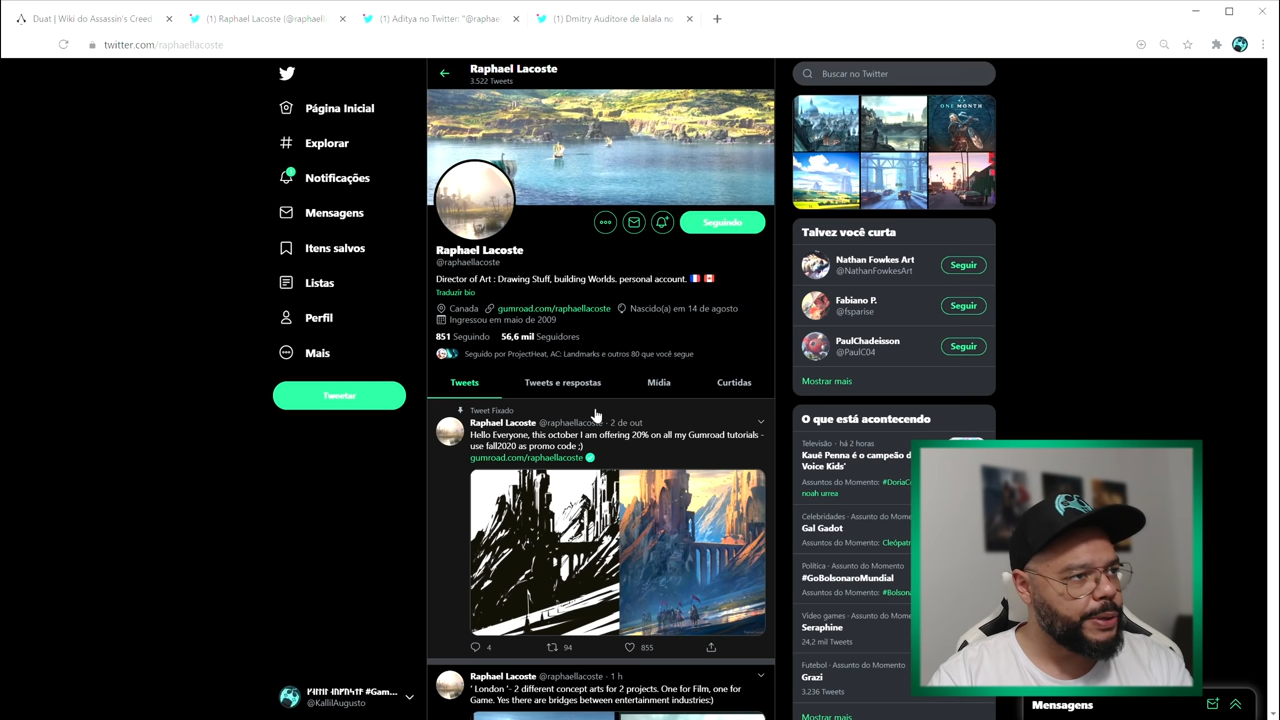 Duat | Wiki do Assassin's Creed
(1) Raphael Lacoste (@raphaell
(1) Aditya no Twitter: "@raphae
(1) Dmitry Auditore de lalala no
twitter.com/raphaellacoste
Página Inicial
Explorar
1
Notificações
Mensagens
Itens salvos
Listas
Perfil
Mais
Tweetar
#Gam...
@KalliilAugusto
Raphael Lacoste
3.522 Tweets
Seguindo
Raphael Lacoste
@raphaellacoste
Director of Art : Drawing Stuff, building Worlds. personal account.
Traduzir bio
Canada gumroad.com/raphaellacoste Nascido(a) em 14 de agosto
Ingressou em maio de 2009
851 Seguindo 56,6 mil Seguidores
Seguido por ProjectHeat, AC: Landmarks e outros 80 que você segue
Tweets Tweets e respostas Mídia Curtidas
Tweet Fixado
Raphael Lacoste @raphaellacoste · 2 de out
Hello Everyone, this october I am offering 20% on all my Gumroad tutorials -
use fall2020 as promo code ;)
gumroad.com/raphaellacoste
4 94 855
Raphael Lacoste @raphaellacoste · 1 h
' London '- 2 different concept arts for 2 projects. One for Film, one for
Game. Yes there are bridges between entertainment industries:)
Buscar no Twitter
ONE MONTH
Talvez você curta
Nathan Fowkes Art
@NathanFowkesArt
Seguir
Fabiano P.
@fsparise
Seguir
PaulChadeisson
@PaulC04
Seguir
Mostrar mais
O que está acontecendo
Televisão · há 2 horas
Kauê Penna é o campeão d
Voice Kids'
Assuntos do Momento: #DoriaC
noah urrea
Celebridades · Assunto do Mome
Gal Gadot
Assuntos do Momento: Cleópatr
Política · Assunto do Momento
#GoBolsonaroMundial
Assuntos do Momento: #Bolson
Vídeo games · Assunto do Mom
Seraphine
24,2 mil Tweets
Futebol · Assunto do Momento
Grazi
3.236 Tweets
Mostrar mais
Mensagens